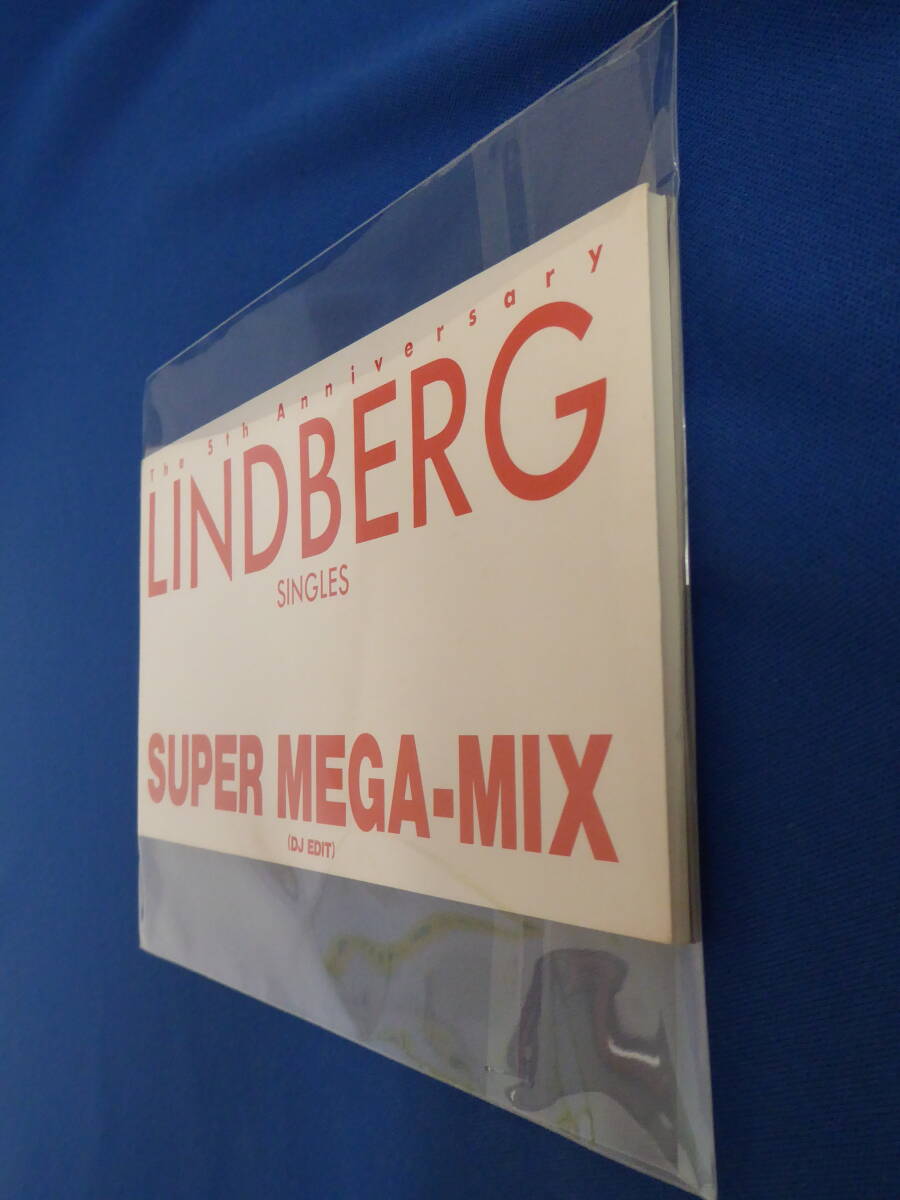 The 5th Anniversary
LINDBERG
SINGLES
SUPER MEGA-MIX
(DJ EDIT)